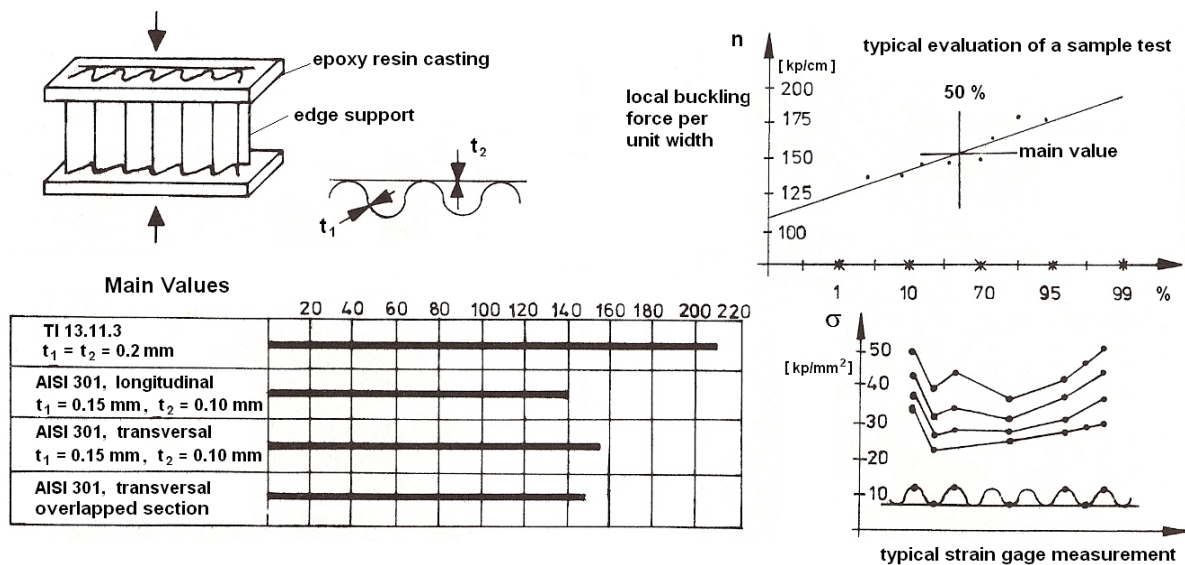 epoxy resin casting
edge support
t₂
t₁
n
[kp/cm]
typical evaluation of a sample test
local buckling
force per
unit width
200
175
150
125
100
50 %
main value
1 10 70 95 99 %
Main Values
20 40 60 80 100 120 140 160 180 200 220
TI 13.11.3
t₁ = t₂ = 0.2 mm
AISI 301, longitudinal
t₁ = 0.15 mm , t₂ = 0.10 mm
AISI 301, transversal
t₁ = 0.15 mm , t₂ = 0.10 mm
AISI 301, transversal
overlapped section
σ
[kp/mm²]
50
40
30
20
10
typical strain gage measurement